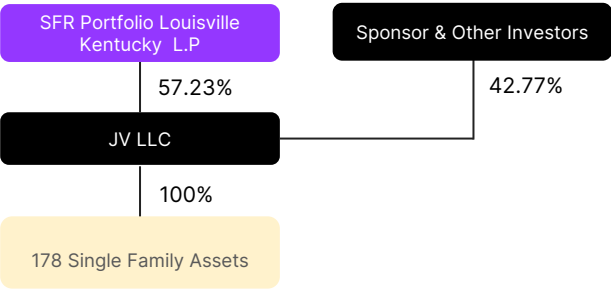 SFR Portfolio Louisville
Kentucky  L.P
Sponsor & Other Investors
57.23%
42.77%
JV LLC
100%
178 Single Family Assets